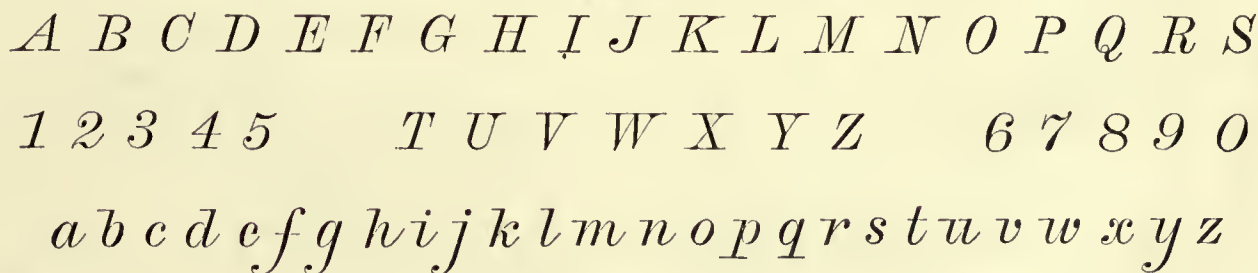 A B C D E F G H I J K L M N O P Q R S
1 2 3 4 5 T U V W X Y Z 6 7 8 9 0
a b c d e f g h i j k l m n o p q r s t u v w x y z